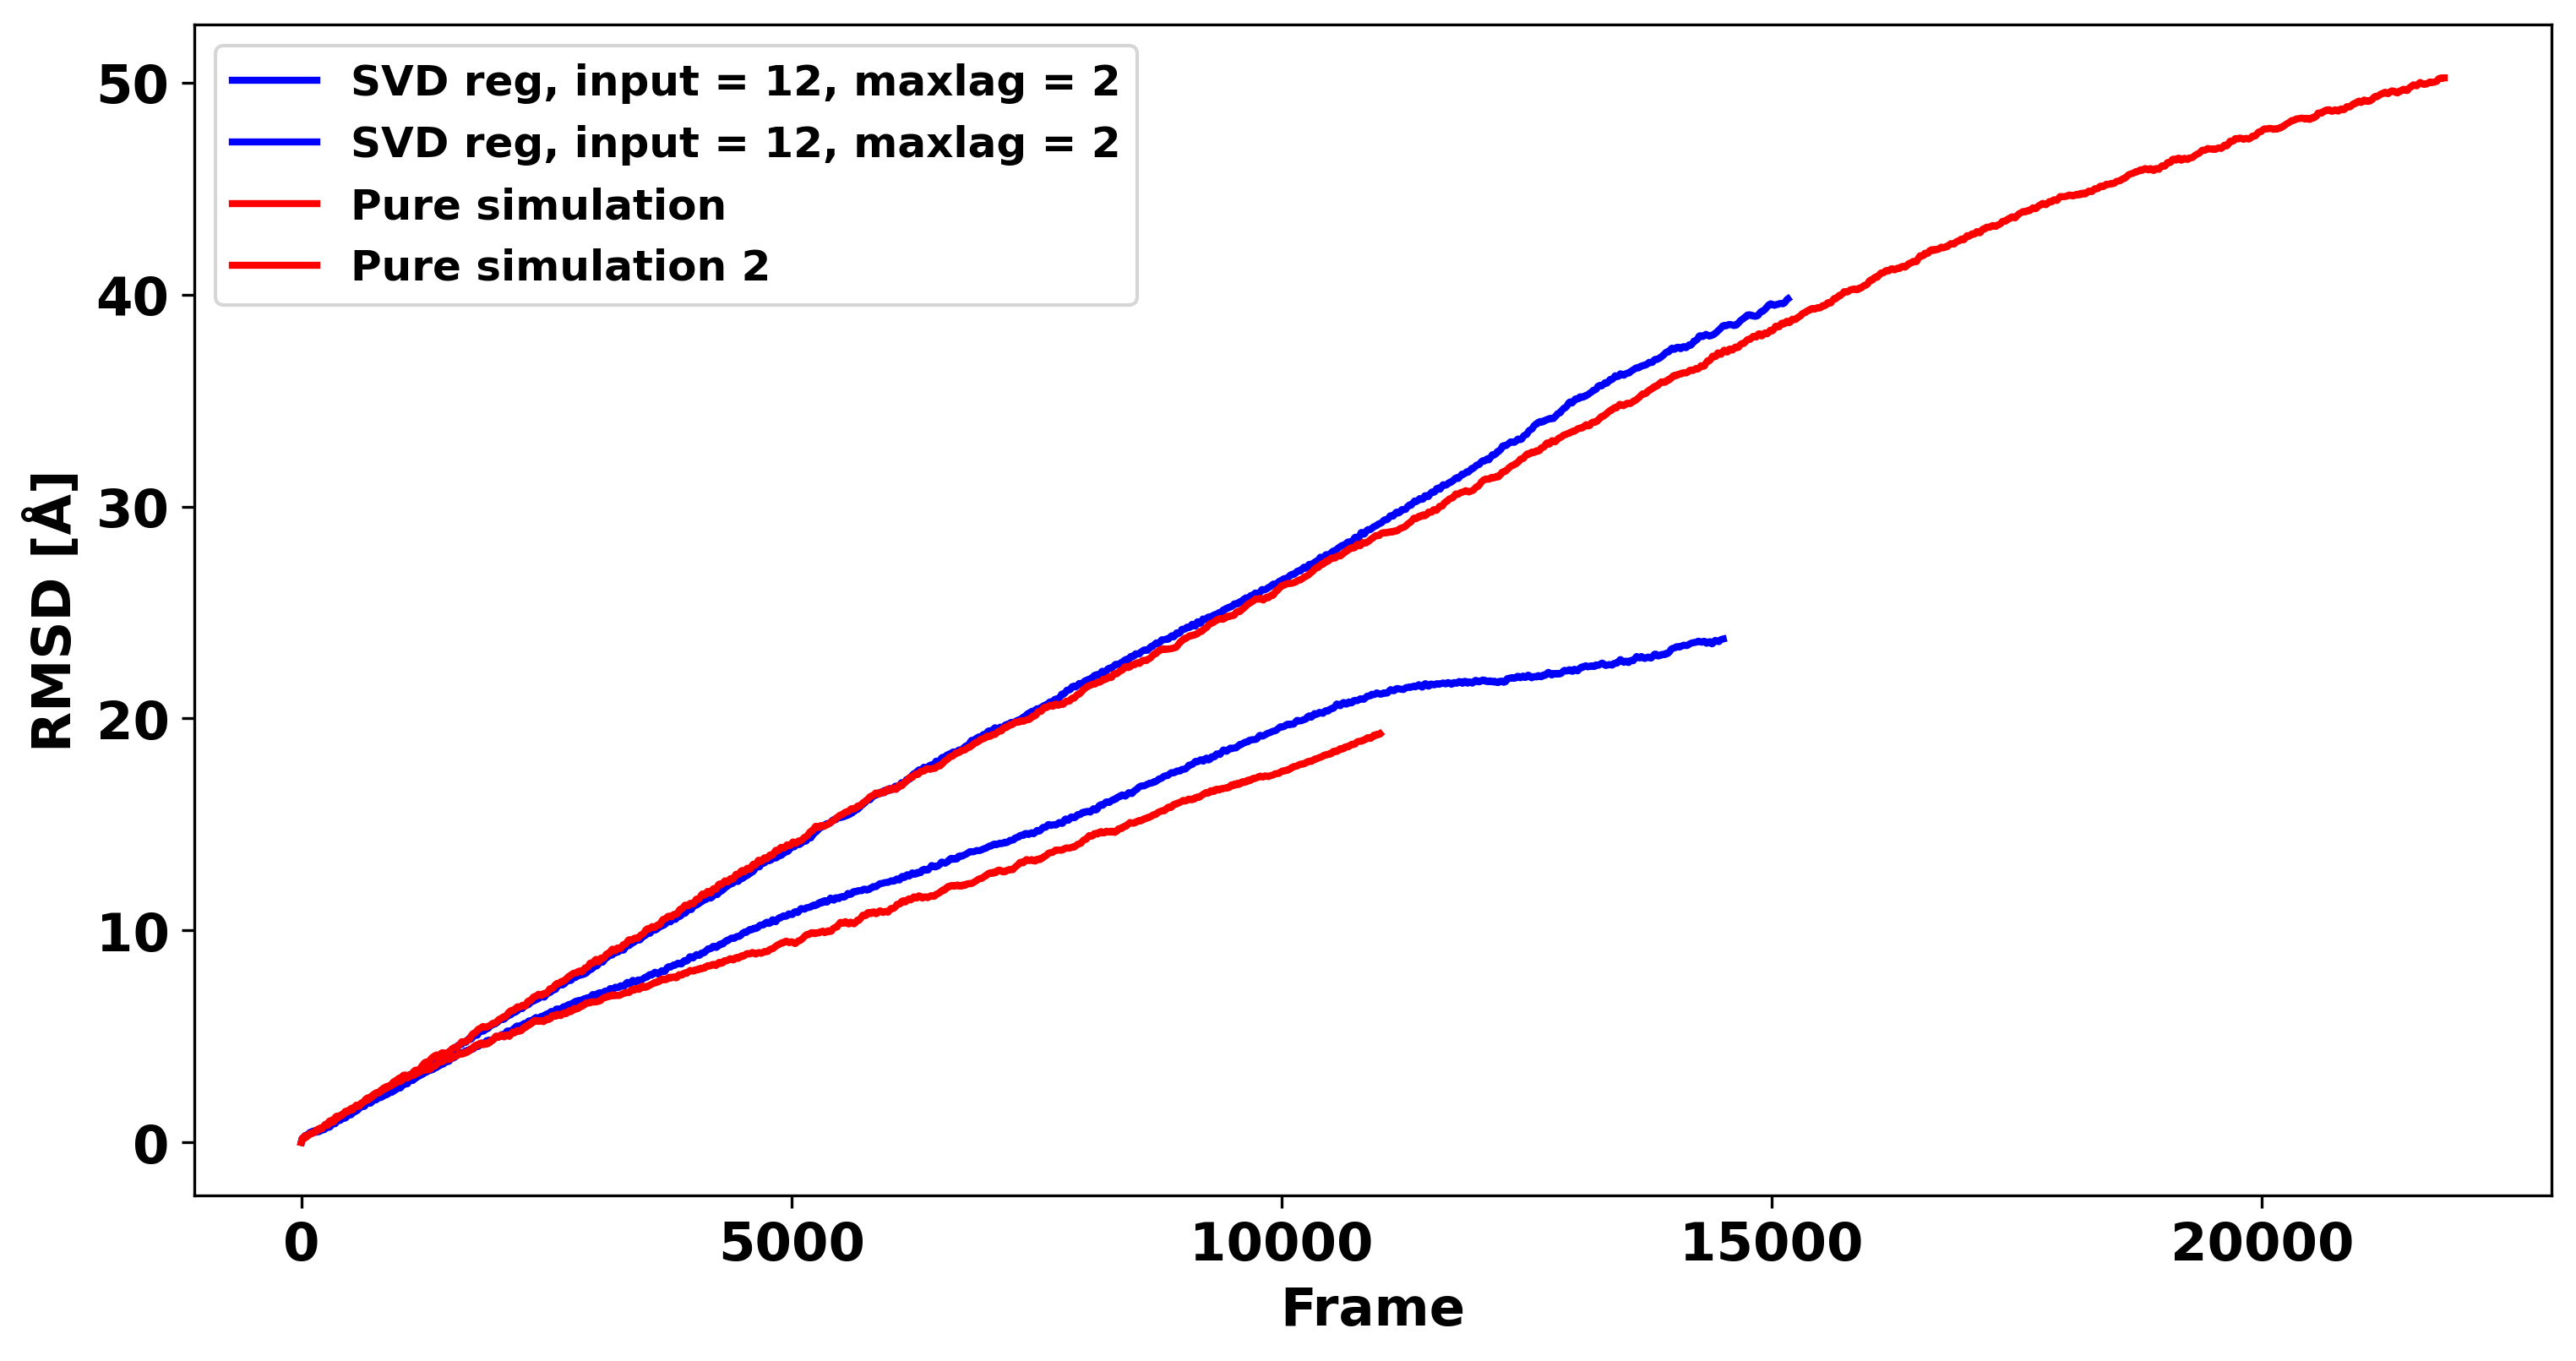 SVD reg, input = 12, maxlag = 2
SVD reg, input = 12, maxlag = 2
Pure simulation
Pure simulation 2
RMSD [Å]
50
40
30
20
10
0
0 5000 10000 15000 20000
Frame